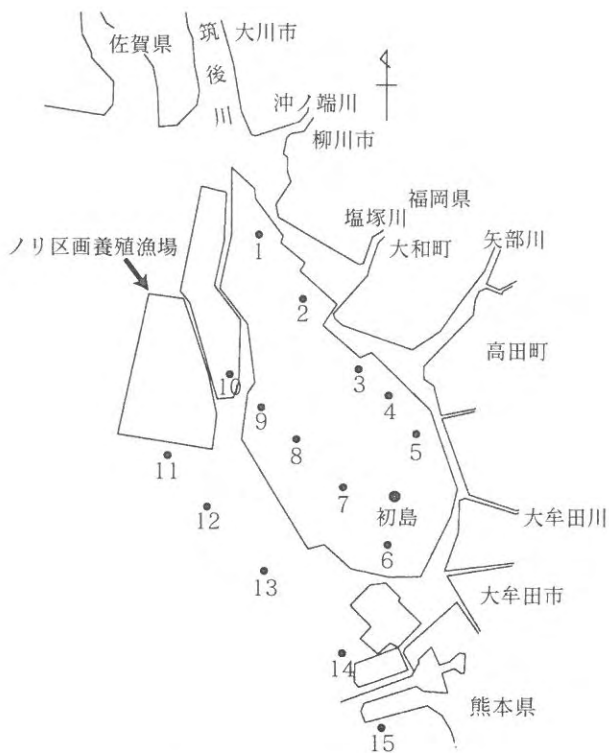 佐賀県
筑後川
大川市
沖ノ端川
柳川市
福岡県
塩塚川
大和町
矢部川
ノリ区画養殖漁場
高田町
1
2
3
4
5
6
7
8
9
10
11
12
13
14
15
初島
大牟田川
大牟田市
熊本県